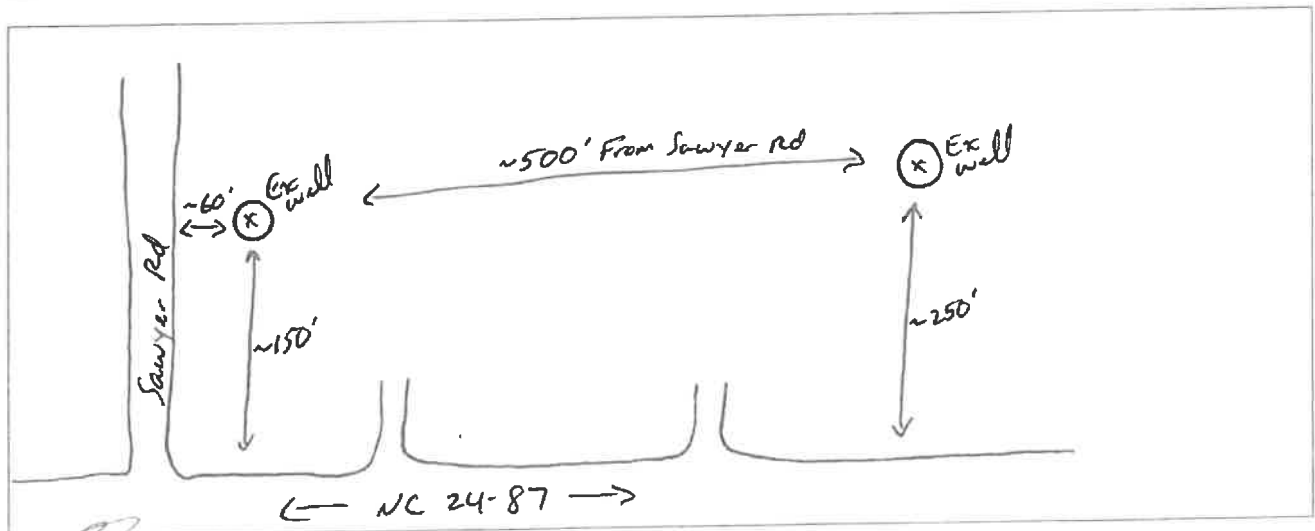 ~500' From Sawyer Rd
Ex
well
~60'
Ex
well
Sawyer Rd
~150'
~250'
NC 24-87